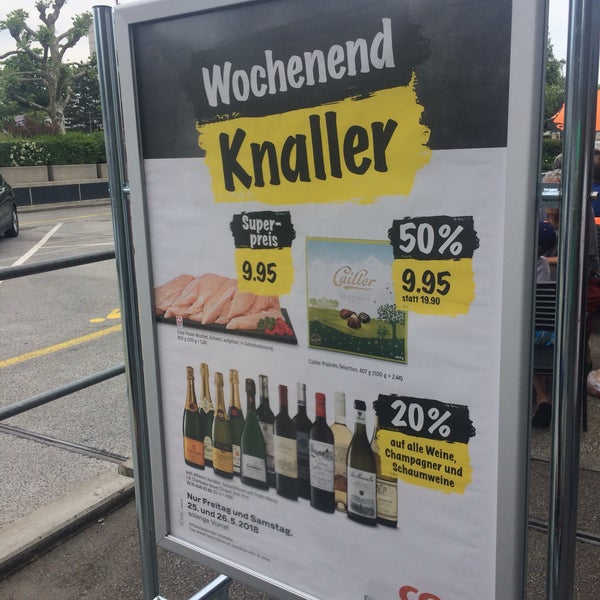 Wochenend
Knaller
Super-
preis
9.95
50%
9.95
statt 19.90
Cailler
Cailler Pralinés Sélection, 407 g (100 g = 2.44)
20%
auf alle Weine,
Champagner und
Schaumweine
Nur Freitag und Samstag,
25. und 26.5.2018
solange Vorrat